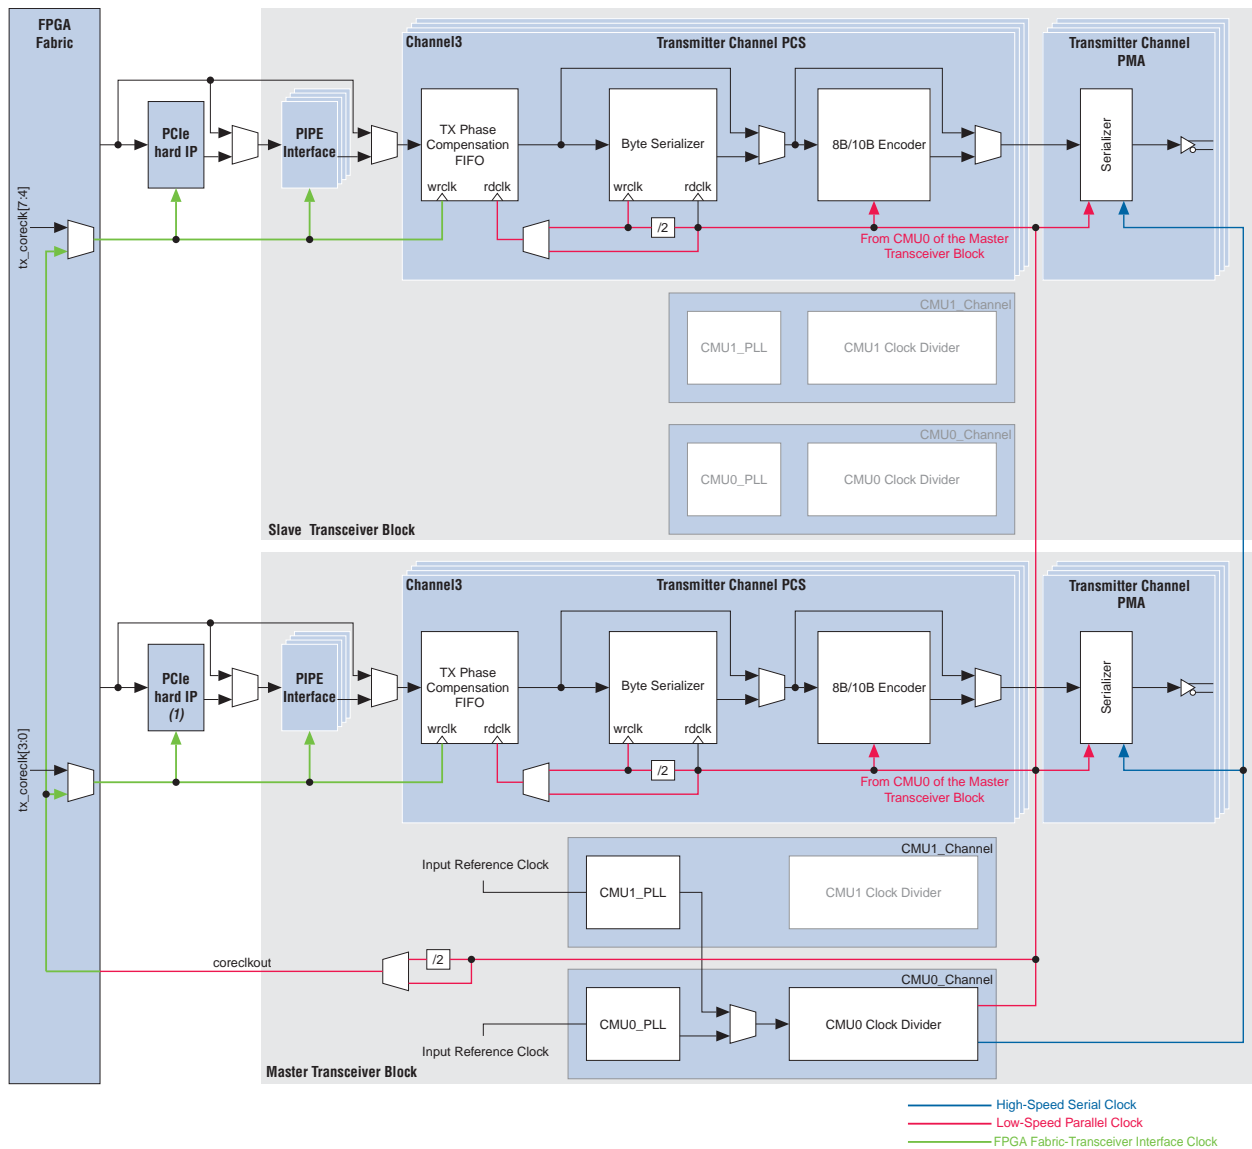 FPGA
Fabric
Channel3
Transmitter Channel PCS
Transmitter Channel
PMA
PCIe
hard IP
PIPE
Interface
TX Phase
Compensation
FIFO
wrclk
rdclk
Byte Serializer
wrclk
rdclk
8B/10B Encoder
Serializer
/2
From CMU0 of the Master
Transceiver Block
tx_coreclk[7:4]
CMU1_Channel
CMU1_PLL
CMU1 Clock Divider
CMU0_Channel
CMU0_PLL
CMU0 Clock Divider
Slave Transceiver Block
Channel3
Transmitter Channel PCS
Transmitter Channel
PMA
PCIe
hard IP
(1)
PIPE
Interface
TX Phase
Compensation
FIFO
wrclk
rdclk
Byte Serializer
wrclk
rdclk
8B/10B Encoder
Serializer
/2
From CMU0 of the Master
Transceiver Block
tx_coreclk[3:0]
CMU1_Channel
Input Reference Clock
CMU1_PLL
CMU1 Clock Divider
coreclkout
/2
CMU0_Channel
CMU0_PLL
CMU0 Clock Divider
Input Reference Clock
Master Transceiver Block
High-Speed Serial Clock
Low-Speed Parallel Clock
FPGA Fabric-Transceiver Interface Clock